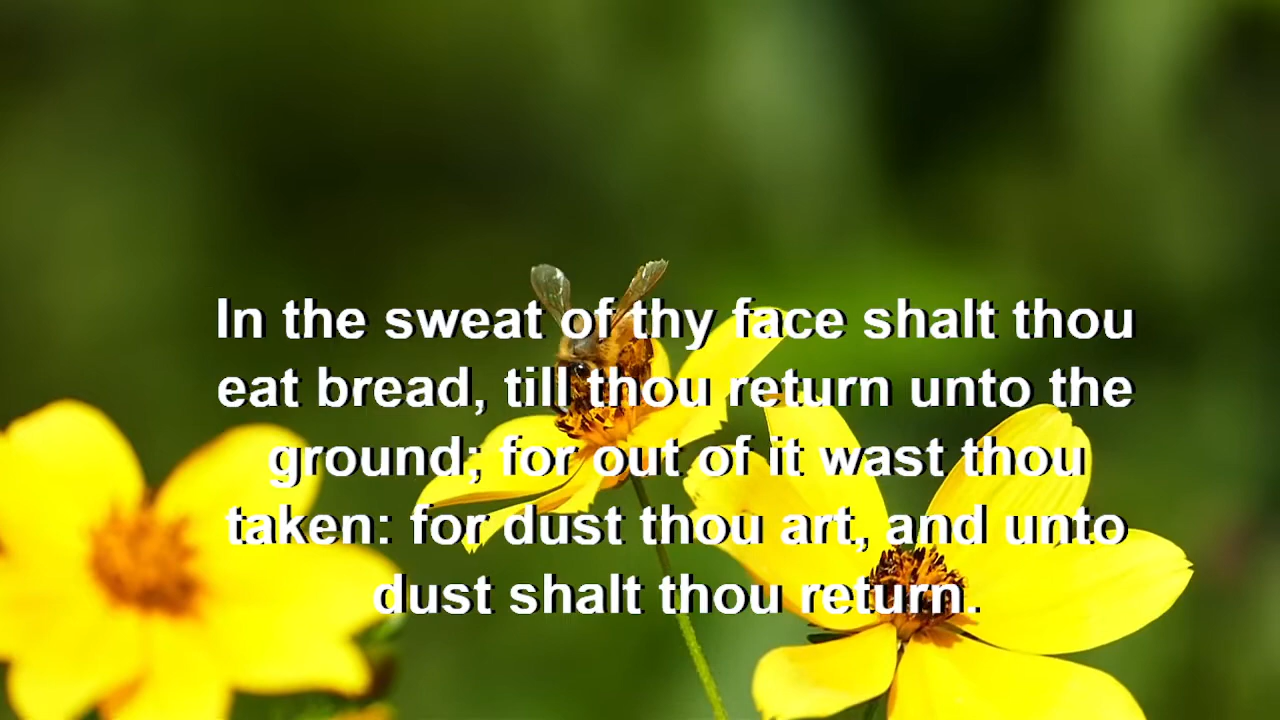 In the sweat of thy face shalt thou
eat bread, till thou return unto the
ground; for out of it wast thou
taken: for dust thou art, and unto
dust shalt thou return.